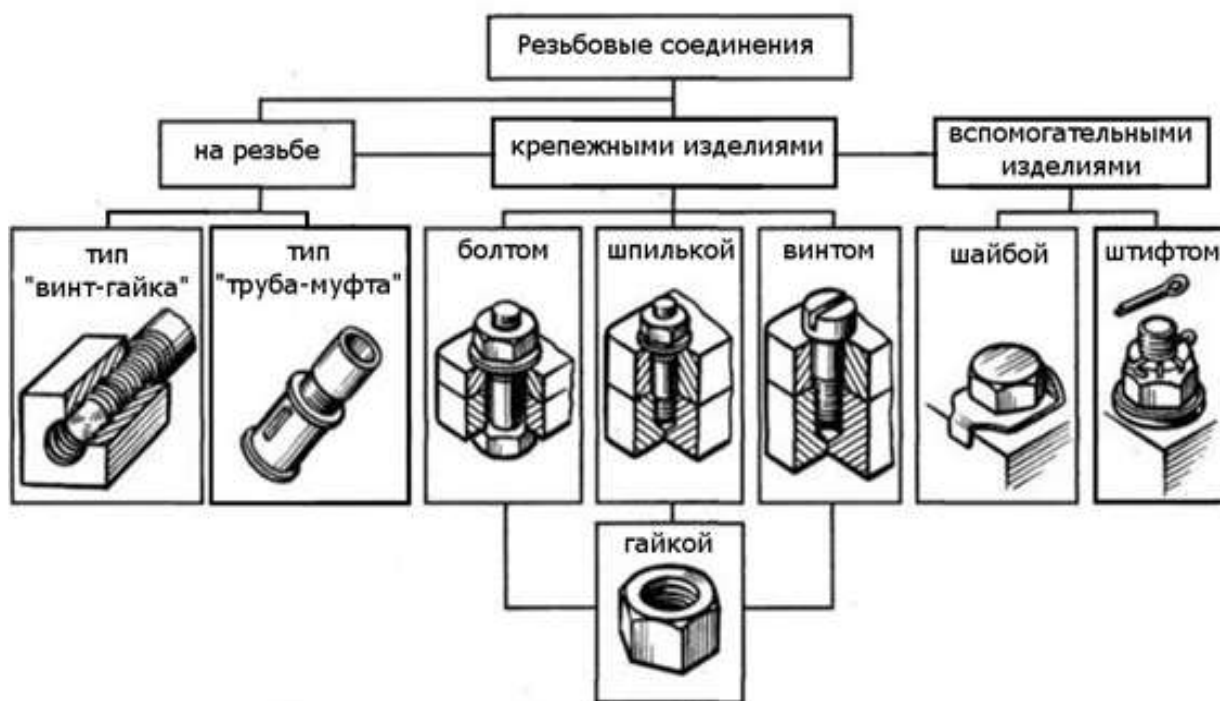 Резьбовые соединения
на резьбе
крепежными изделиями
вспомогательными
изделиями
тип
"винт-гайка"
тип
"труба-муфта"
болтом
шпилькой
винтом
шайбой
штифтом
гайкой